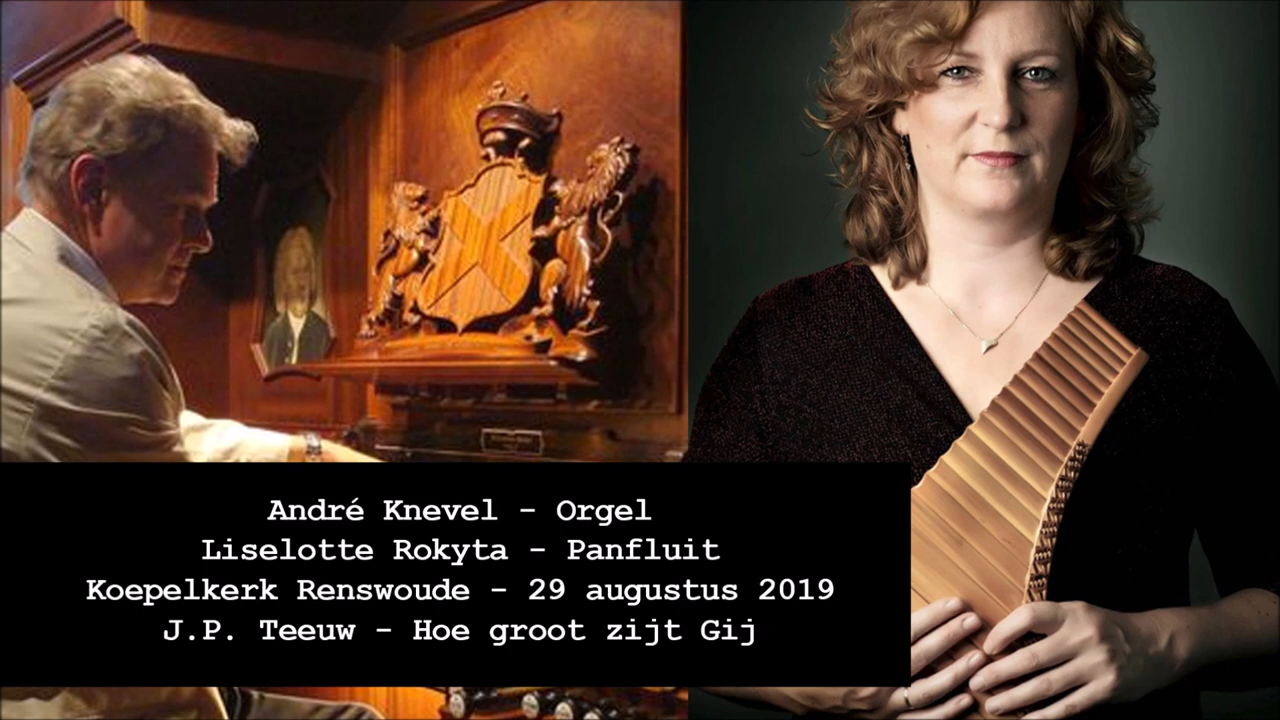 André Knevel - Orgel
Liselotte Rokyta - Panfluit
Koepelkerk Renswoude - 29 augustus 2019
J.P. Teeuw - Hoe groot zijt Gij